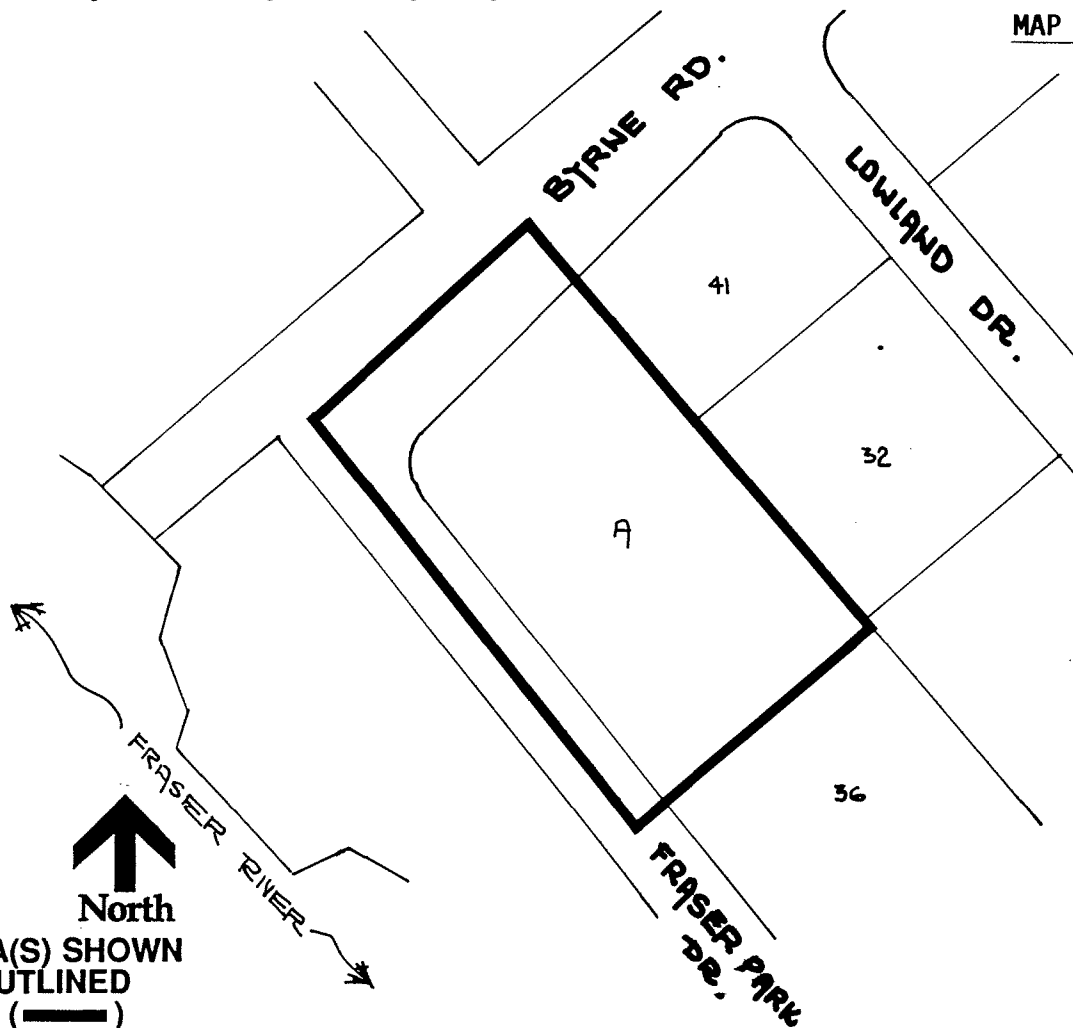 MAP
BYRNE RD.
LOWLAND DR.
41
32
A
36
FRASER RIVER
North
FRASER PARK
DR.
A(S) SHOWN
UTLINED
( )